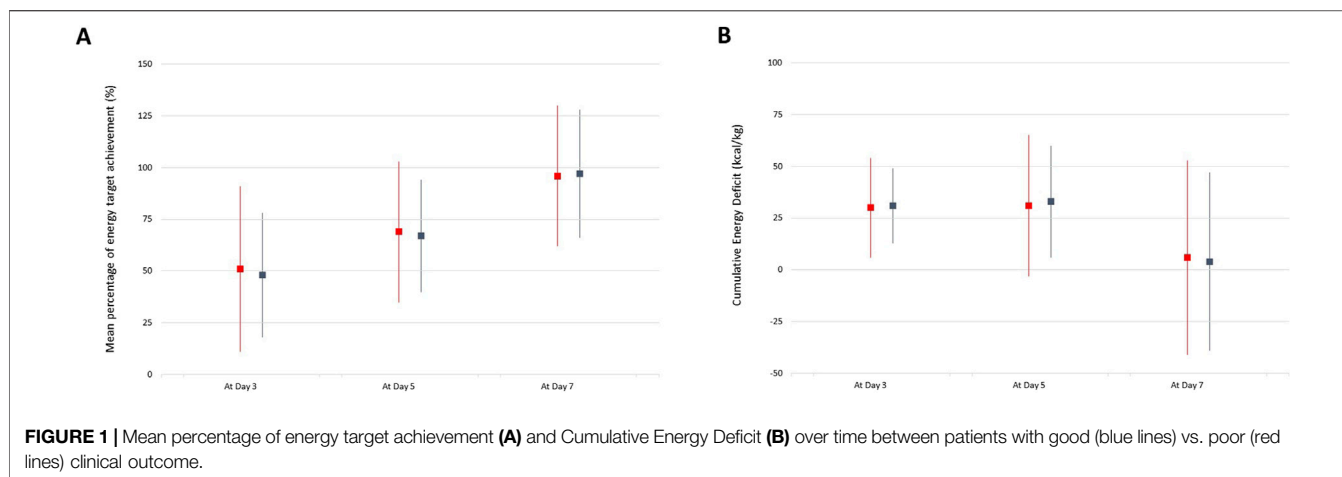 A
Mean percentage of energy target achievement (%)
150
125
100
75
50
25
0
At Day 3
At Day 5
At Day 7
B
Cumulative Energy Deficit (kcal/kg)
100
75
50
25
0
-25
-50
At Day 3
At Day 5
At Day 7
FIGURE 1 | Mean percentage of energy target achievement (A) and Cumulative Energy Deficit (B) over time between patients with good (blue lines) vs. poor (red
lines) clinical outcome.